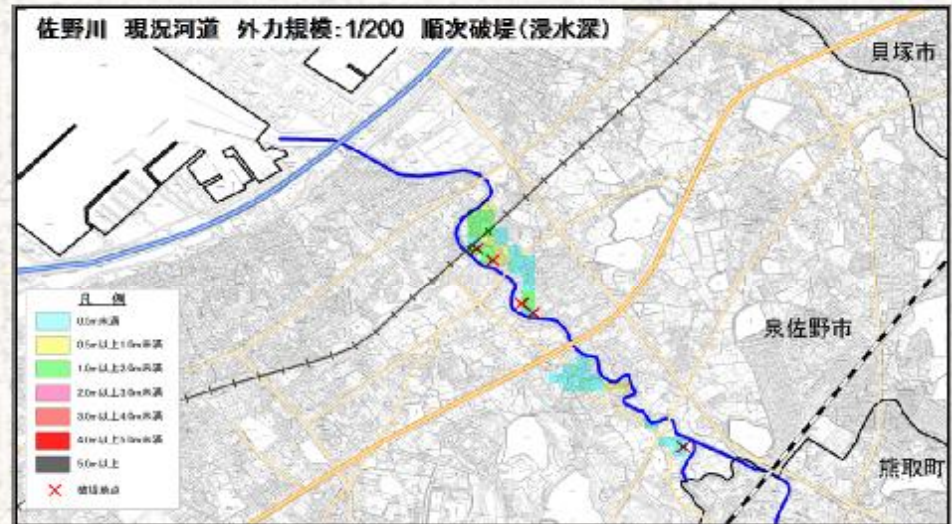 佐野川 現況河道 外力規模:1/200 順次破堤(浸水深)
貝塚市
泉佐野市
熊取町
凡 例
0.5m未満
0.5m以上1.0m未満
1.0m以上2.0m未満
2.0m以上3.0m未満
3.0m以上4.0m未満
4.0m以上5.0m未満
5.0m以上
破堤地点